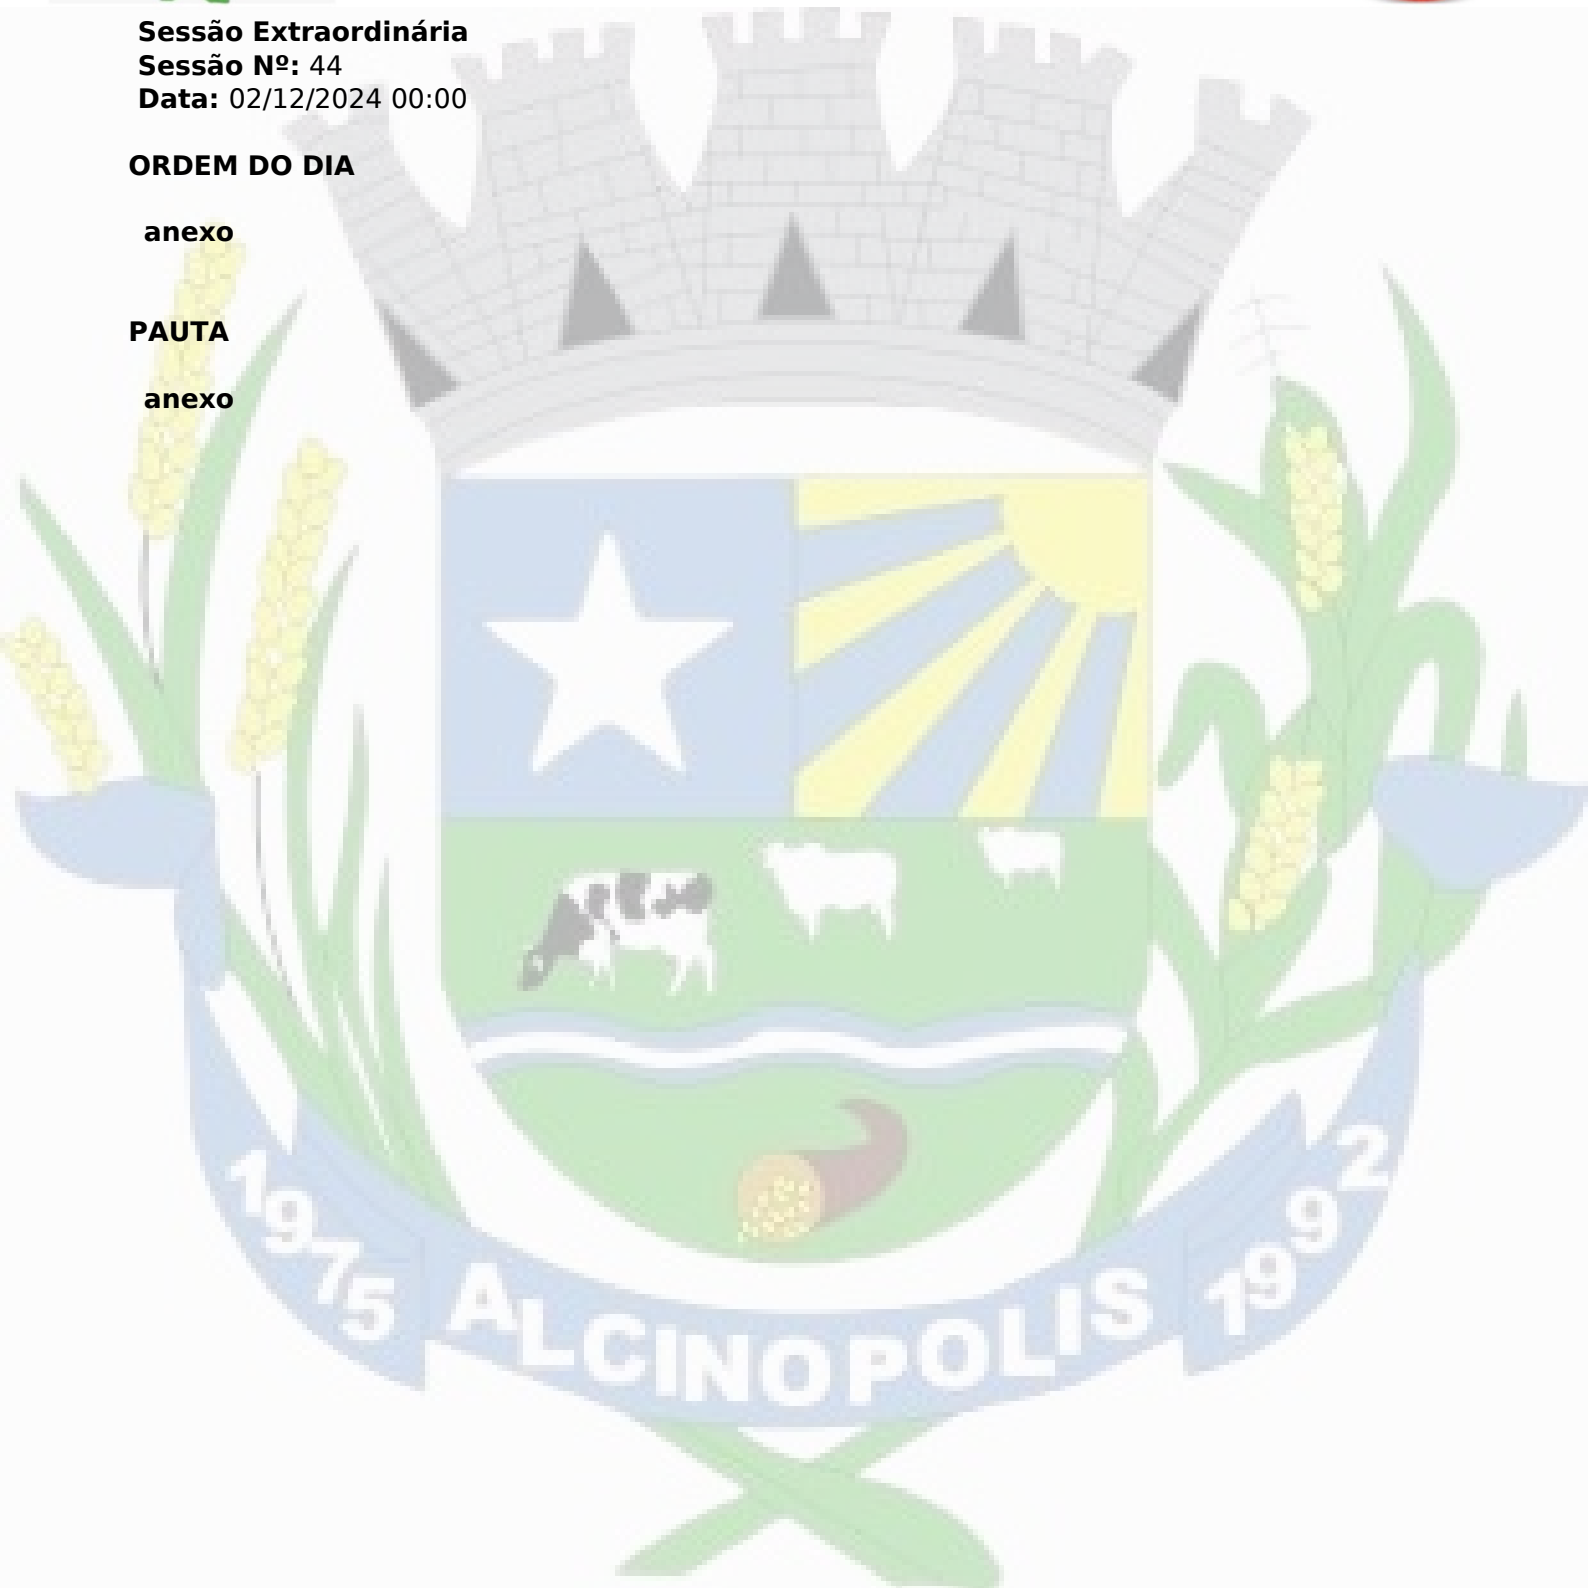 Sessão Extraordinária
Sessão Nº: 44
Data: 02/12/2024 00:00
ORDEM DO DIA
anexo
PAUTA
anexo
1975 ALCINOPOLIS 1992